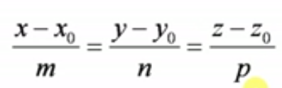 (x - x₀)/m = (y - y₀)/n = (z - z₀)/p